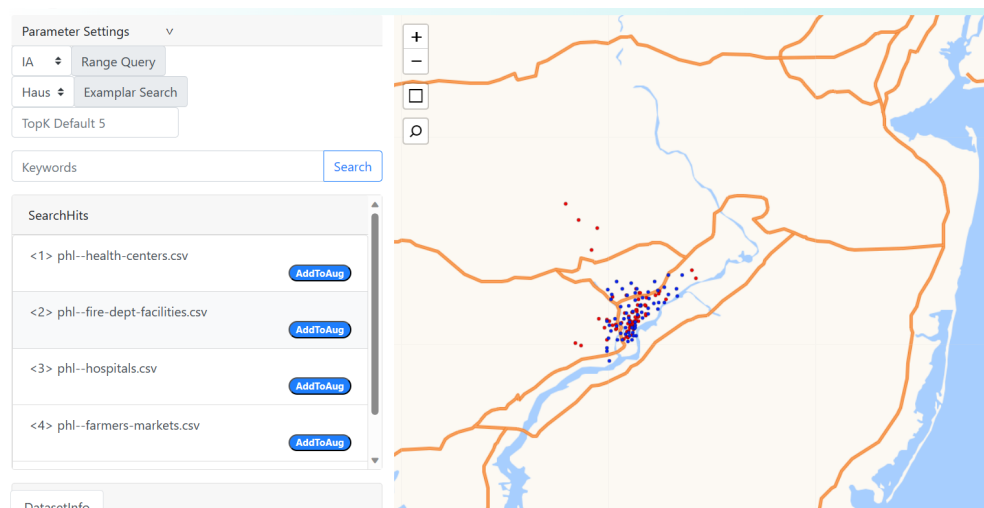 Parameter Settings v
IA Range Query
Haus Examplar Search
TopK Default 5
Keywords Search
SearchHits
<1> phl--health-centers.csv
AddToAug
<2> phl--fire-dept-facilities.csv
AddToAug
<3> phl--hospitals.csv
AddToAug
<4> phl--farmers-markets.csv
AddToAug
DatasetInfo
+
−